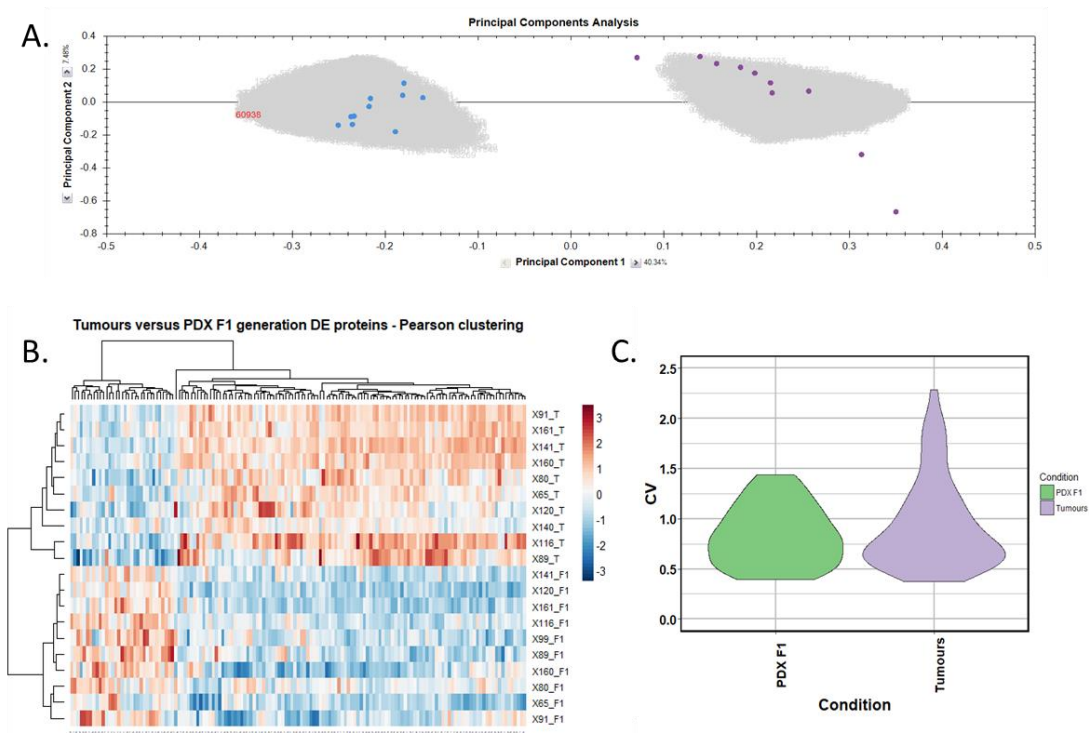 A.
Principal Components Analysis
Principal Component 2
7.48%
0.4
0.2
0.0
-0.2
-0.4
-0.6
-0.8
60938
-0.5
-0.4
-0.3
-0.2
-0.1
0.0
0.1
0.2
0.3
0.4
0.5
Principal Component 1
40.34%
B.
Tumours versus PDX F1 generation DE proteins - Pearson clustering
X91_T
X161_T
X141_T
X160_T
X80_T
X65_T
X120_T
X140_T
X116_T
X89_T
X141_F1
X120_F1
X161_F1
X116_F1
X99_F1
X89_F1
X160_F1
X80_F1
X65_F1
X91_F1
3
2
1
0
-1
-2
-3
C.
CV
2.5
2.0
1.5
1.0
0.5
0.0
PDX F1
Tumours
Condition
Condition
PDX F1
Tumours